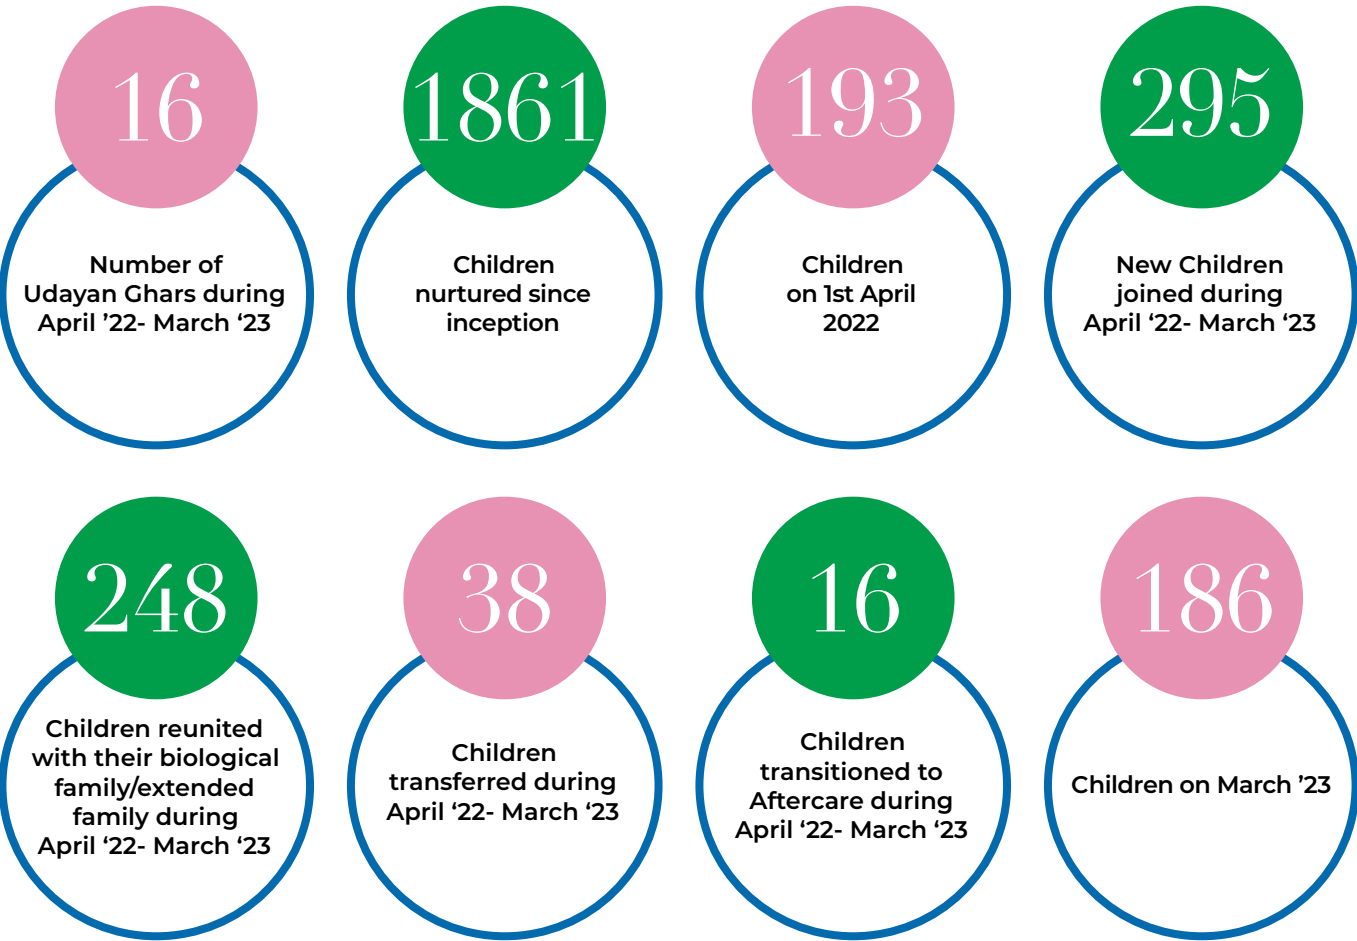 16
Number of
Udayan Ghars during
April ’22- March ‘23
1861
Children
nurtured since
inception
193
Children
on 1st April
2022
295
New Children
joined during
April ‘22- March ‘23
248
Children reunited
with their biological
family/extended
family during
April ‘22- March ‘23
38
Children
transferred during
April ‘22- March ‘23
16
Children
transitioned to
Aftercare during
April ‘22- March ‘23
186
Children on March ’23